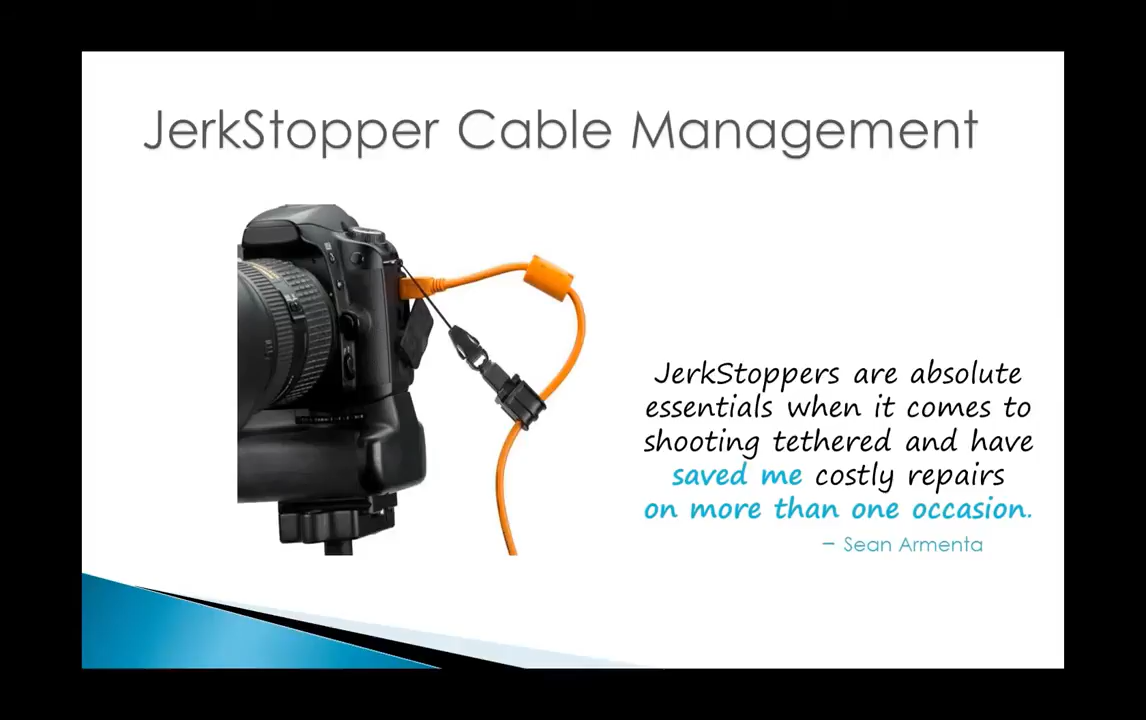 JerkStopper Cable Management
JerkStoppers are absolute
essentials when it comes to
shooting tethered and have
saved me costly repairs
on more than one occasion.
– Sean Armenta